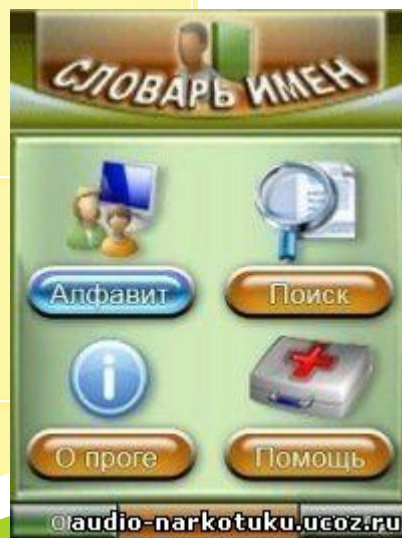 СЛОВАРЬ ИМЕН
Алфавит
Поиск
О проге
Помощь
audio-narkotuku.ucoz.ru